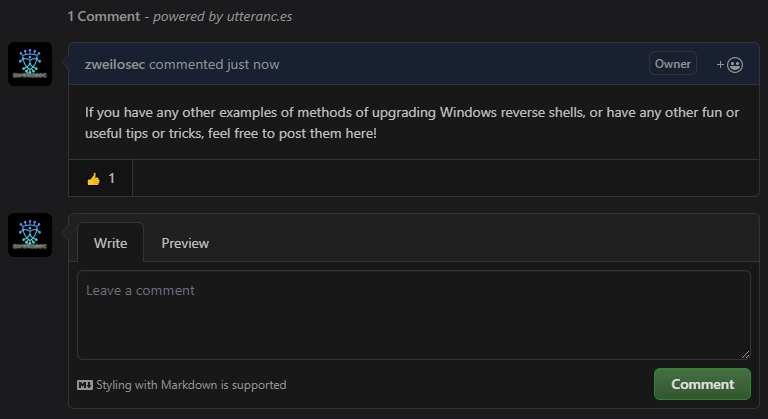 1 Comment - powered by utteranc.es
zweilosec commented just now
Owner
+
If you have any other examples of methods of upgrading Windows reverse shells, or have any other fun or
useful tips or tricks, feel free to post them here!
1
Write
Preview
Leave a comment
Styling with Markdown is supported
Comment